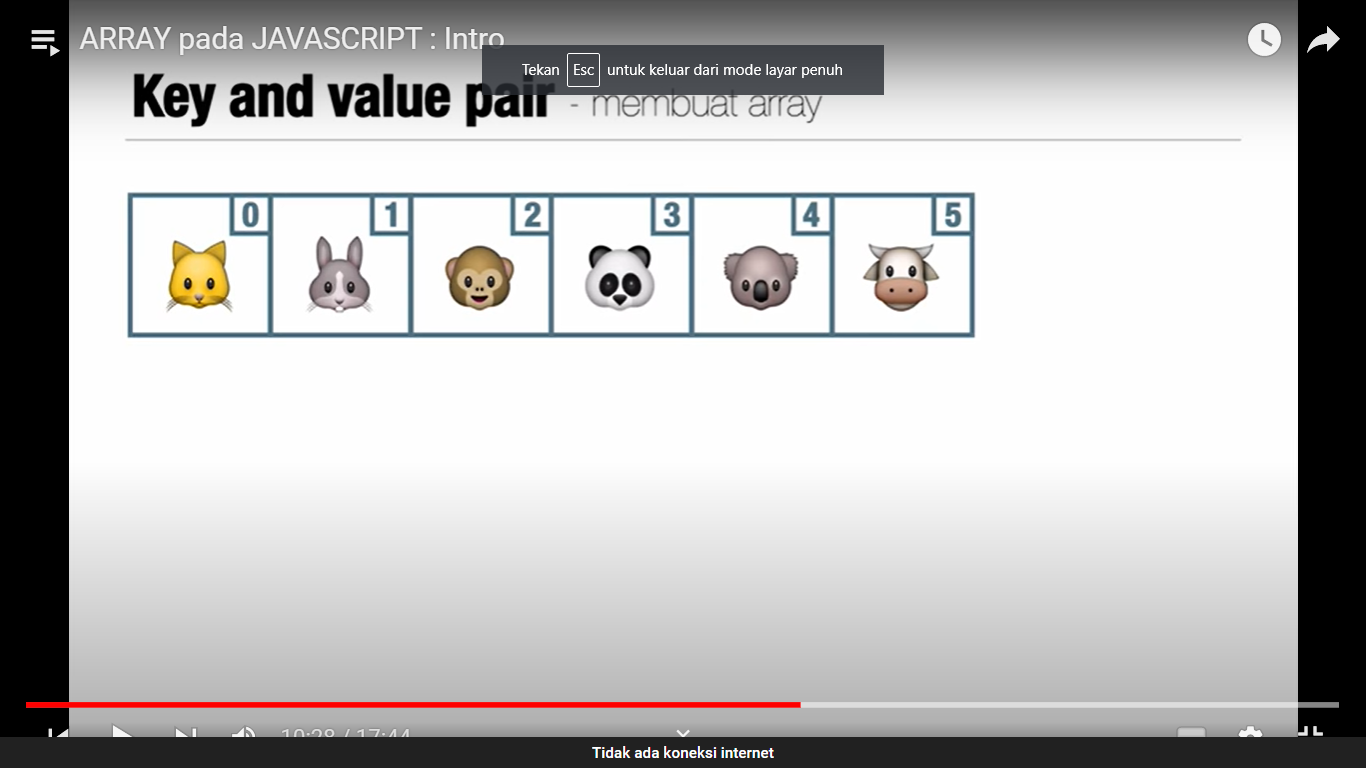 ARRAY pada JAVASCRIPT : Intro
Tekan Esc untuk keluar dari mode layar penuh
Key and value pair - membuat array
0 1 2 3 4 5
10:28 / 17:44
Tidak ada koneksi internet